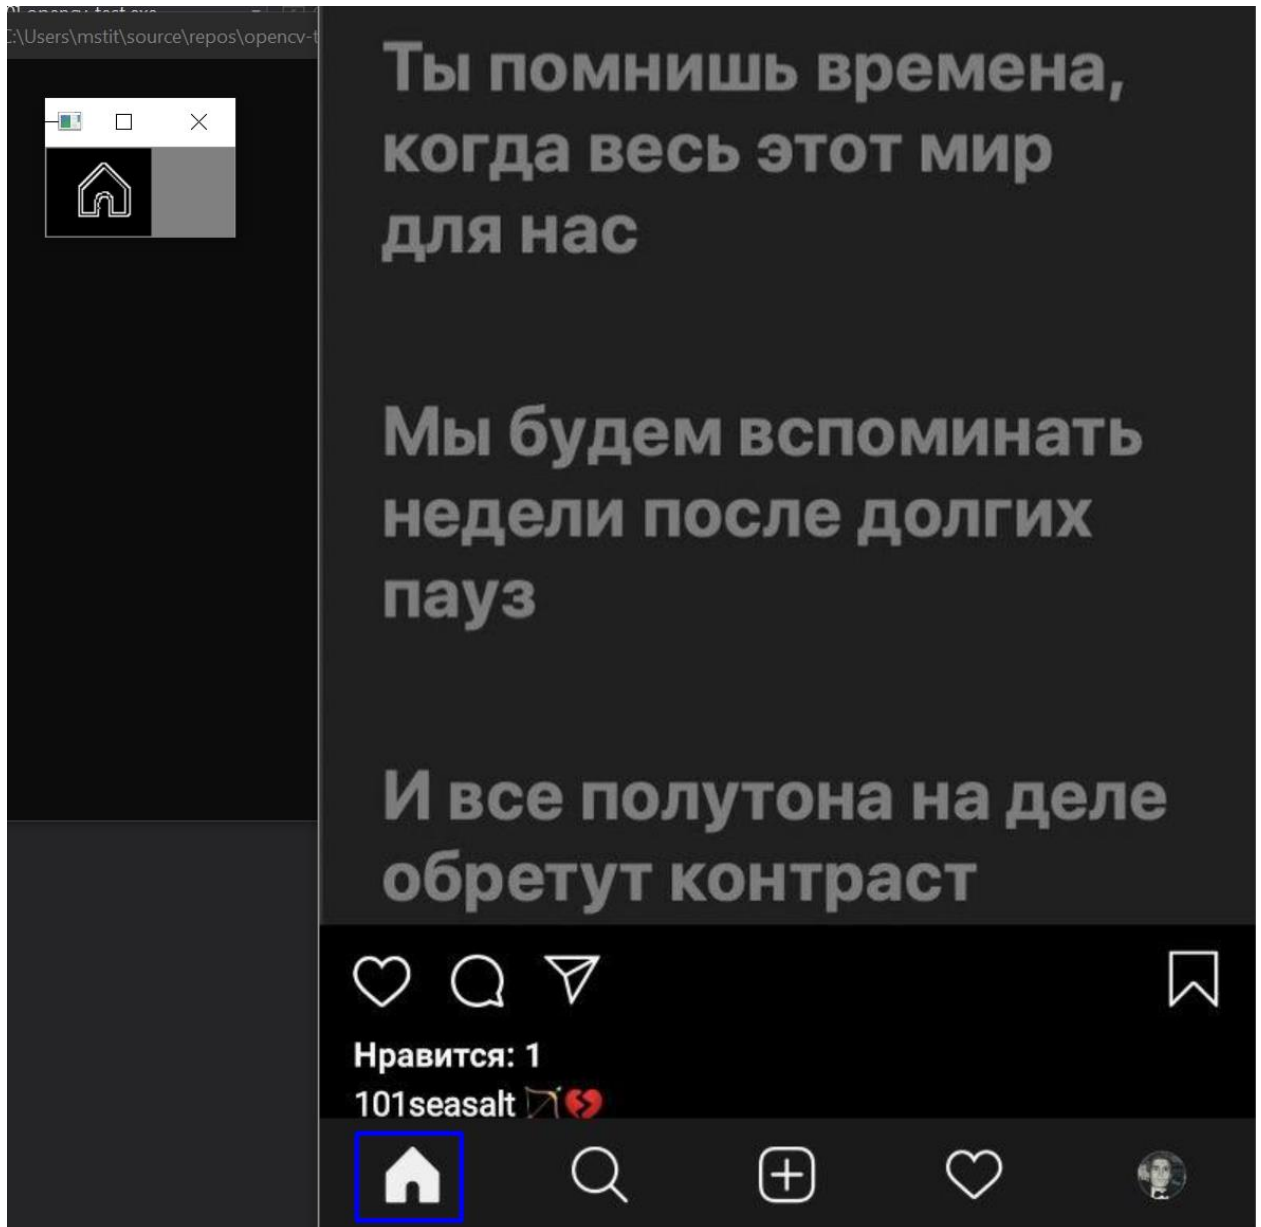 C:\Users\mstit\source\repos\opencv-t
Ты помнишь времена,
когда весь этот мир
для нас
Мы будем вспоминать
недели после долгих
пауз
И все полутона на деле
обретут контраст
Нравится: 1
101seasalt 🏹💔